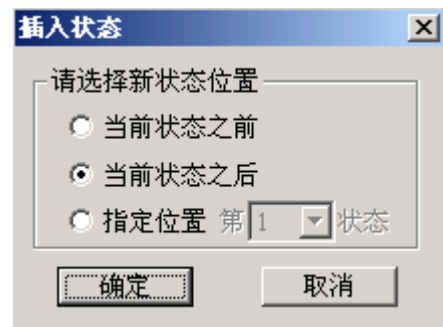 插入状态
请选择新状态位置
当前状态之前
当前状态之后
指定位置 第 1 状态
确定 取消